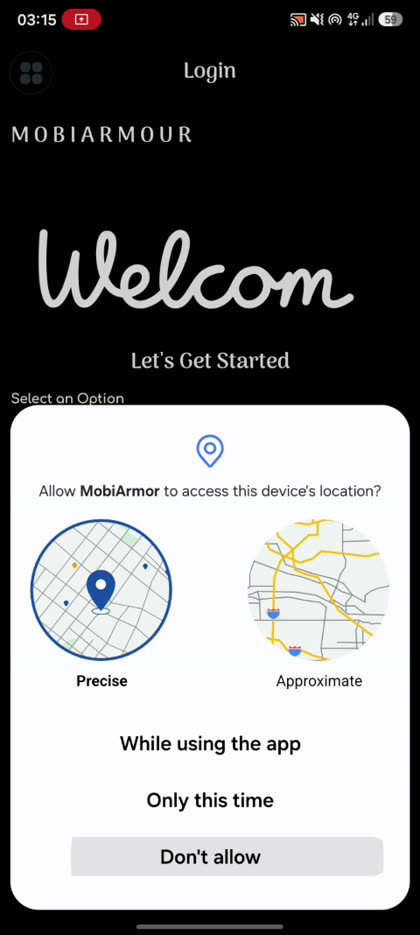 03:15
4G
59
Login
MOBIARMOUR
Welcom
Let's Get Started
Select an Option
Allow MobiArmor to access this device's location?
Precise
Approximate
While using the app
Only this time
Don't allow